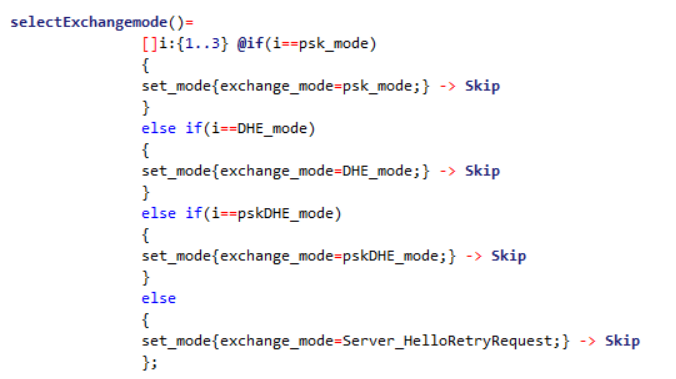 selectExchangemode()=
[]i:{1..3} @if(i==psk_mode)
{
set_mode{exchange_mode=psk_mode;} -> Skip
}
else if(i==DHE_mode)
{
set_mode{exchange_mode=DHE_mode;} -> Skip
}
else if(i==pskDHE_mode)
{
set_mode{exchange_mode=pskDHE_mode;} -> Skip
}
else
{
set_mode{exchange_mode=Server_HelloRetryRequest;} -> Skip
};